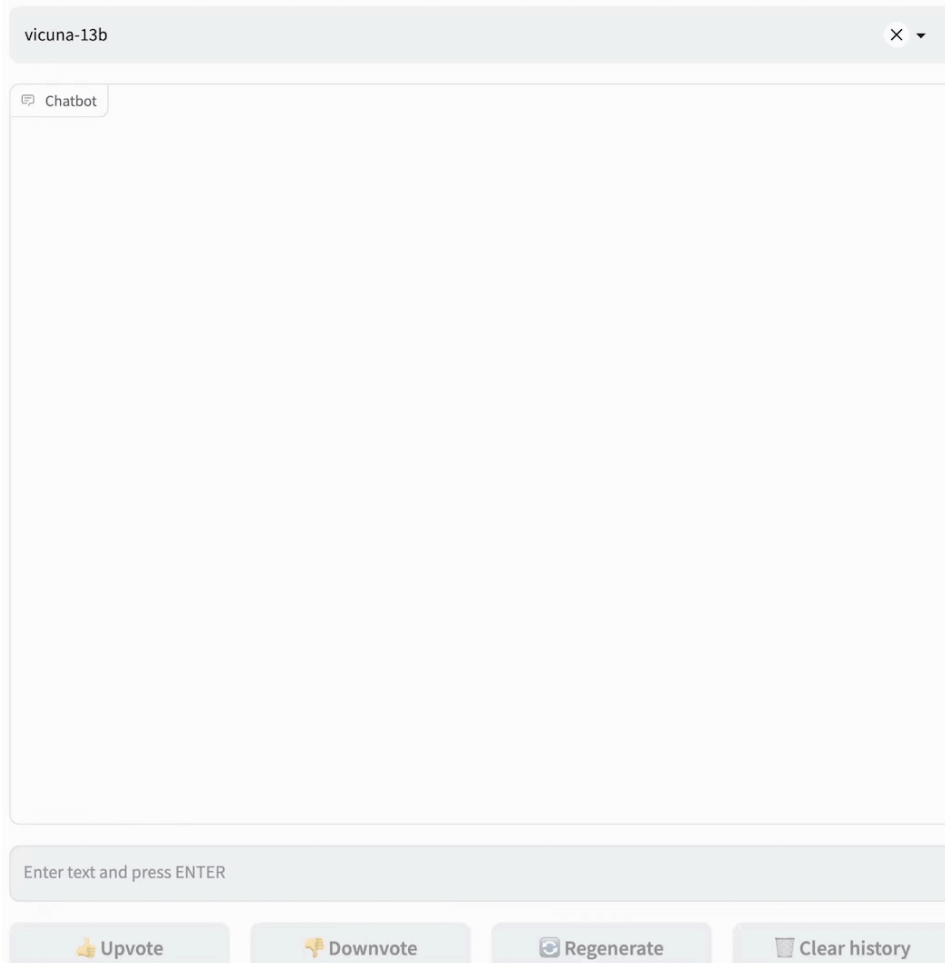 vicuna-13b
Chatbot
Enter text and press ENTER
👍 Upvote
👎 Downvote
🔄 Regenerate
🗑️ Clear history